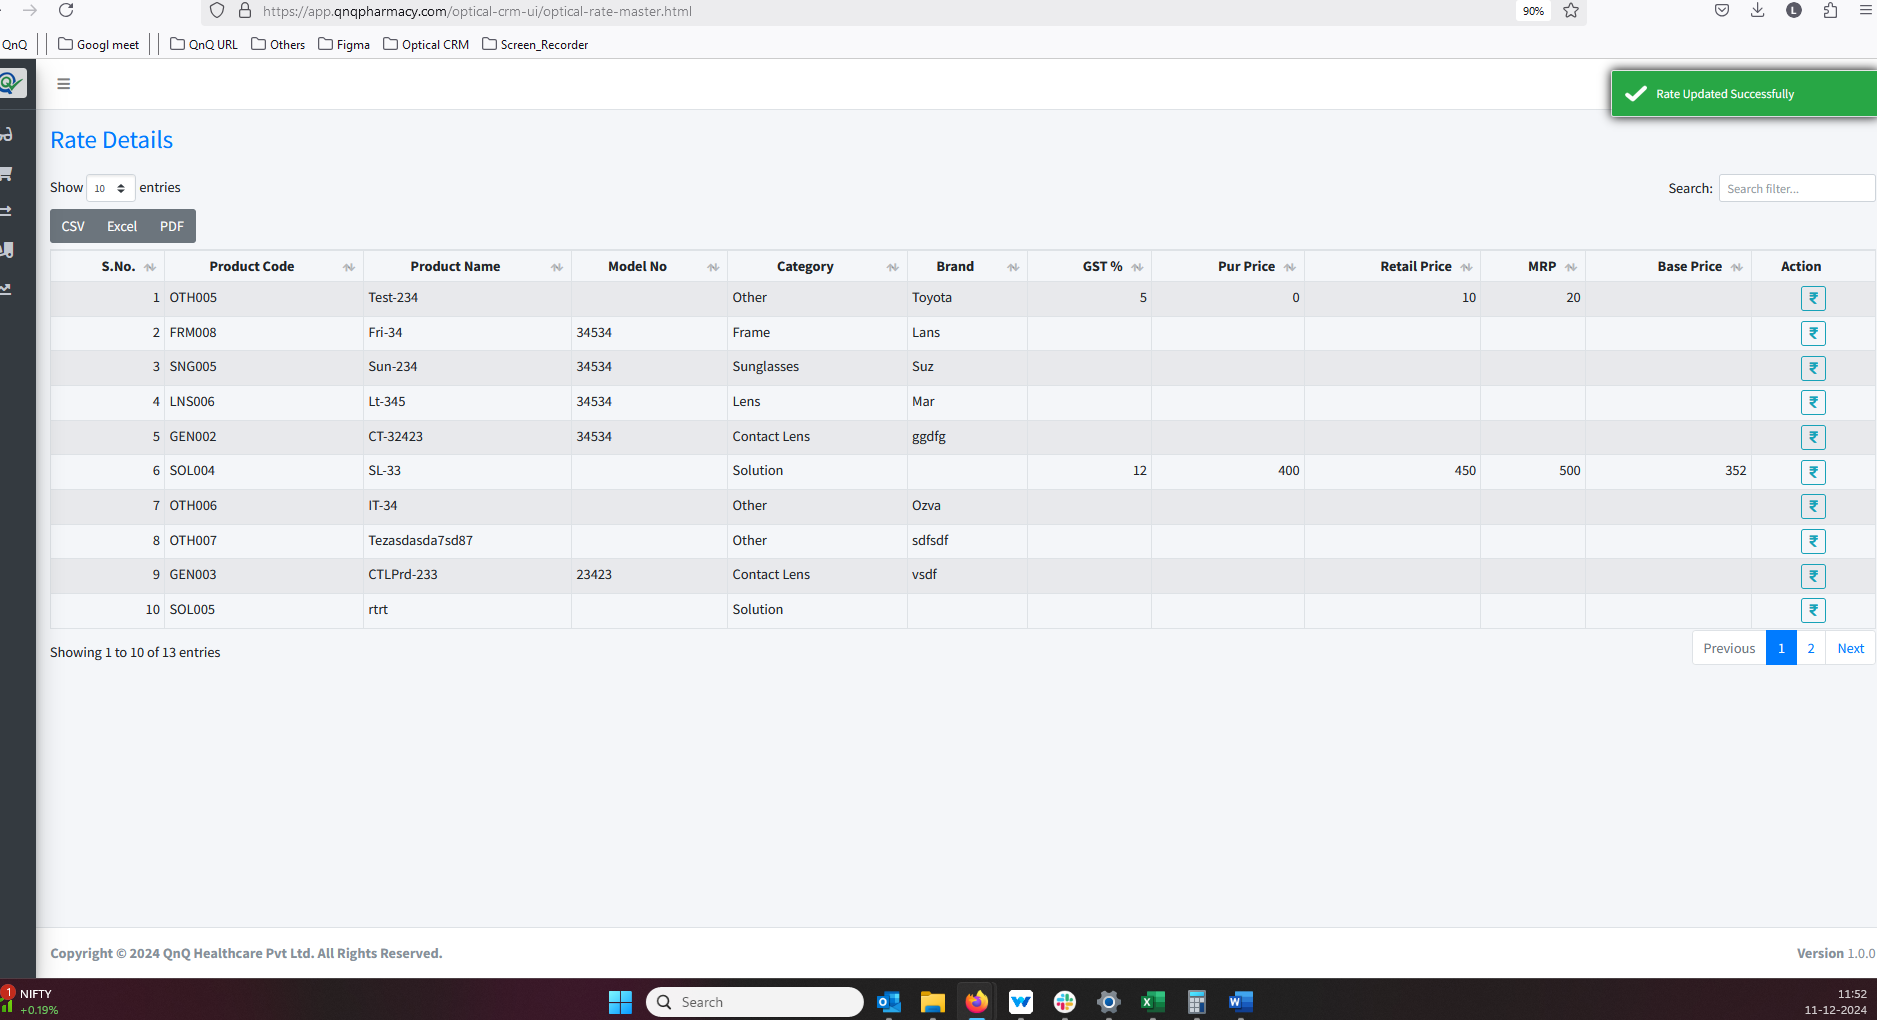 https://app.qnqpharmacy.com/optical-crm-ui/optical-rate-master.html 90% L
QnQ Googl meet QnQ URL Others Figma Optical CRM Screen_Recorder
Rate Updated Successfully
Rate Details
Show 10 entries Search: Search filter...
CSV Excel PDF
S.No. Product Code Product Name Model No Category Brand GST % Pur Price Retail Price MRP Base Price Action
1 OTH005 Test-234 Other Toyota 5 0 10 20 ₹
2 FRM008 Fri-34 34534 Frame Lans ₹
3 SNG005 Sun-234 34534 Sunglasses Suz ₹
4 LNS006 Lt-345 34534 Lens Mar ₹
5 GEN002 CT-32423 34534 Contact Lens ggdfg ₹
6 SOL004 SL-33 Solution 12 400 450 500 352 ₹
7 OTH006 IT-34 Other Ozva ₹
8 OTH007 Tezasdasda7sd87 Other sdfsdf ₹
9 GEN003 CTLPrd-233 23423 Contact Lens vsdf ₹
10 SOL005 rtrt Solution ₹
Showing 1 to 10 of 13 entries Previous 1 2 Next
Copyright © 2024 QnQ Healthcare Pvt Ltd. All Rights Reserved. Version 1.0.0
1 NIFTY
+0.19%
Search
11:52
11-12-2024